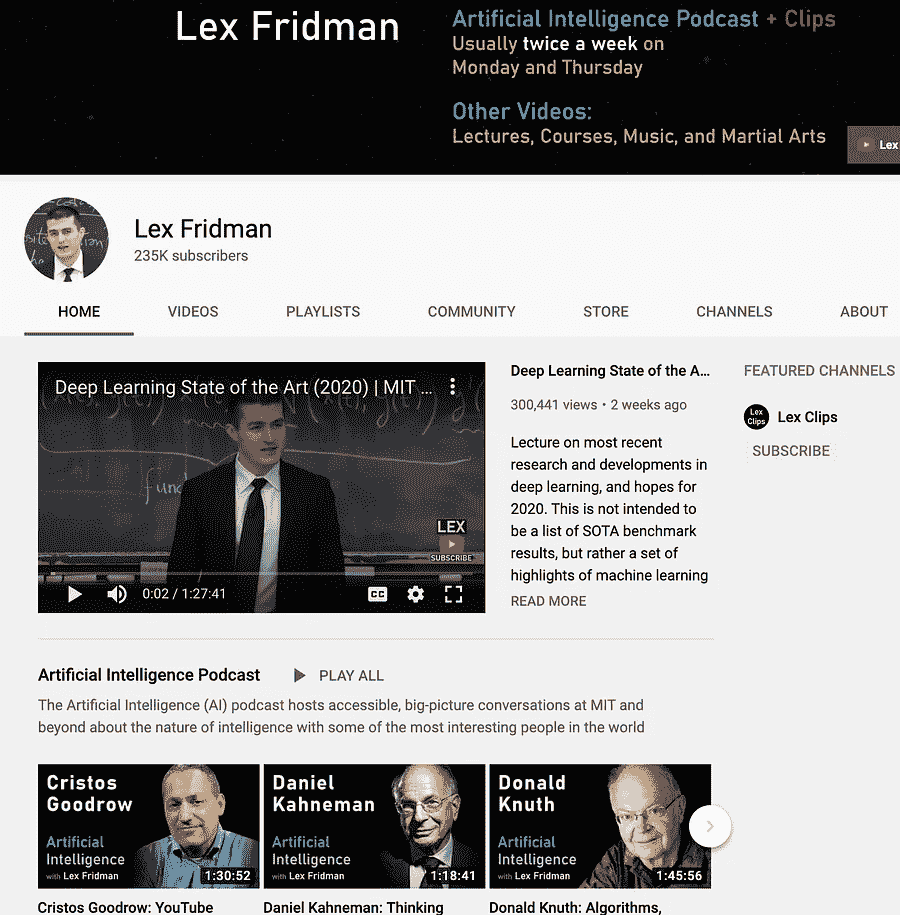 Lex Fridman
Artificial Intelligence Podcast + Clips
Usually twice a week on
Monday and Thursday
Other Videos:
Lectures, Courses, Music, and Martial Arts
Lex
Lex Fridman
235K subscribers
HOME VIDEOS PLAYLISTS COMMUNITY STORE CHANNELS ABOUT
Deep Learning State of the Art (2020) | MIT ...
LEX
SUBSCRIBE
0:02 / 1:27:41
CC
Deep Learning State of the A...
300,441 views • 2 weeks ago
Lecture on most recent
research and developments in
deep learning, and hopes for
2020. This is not intended to
be a list of SOTA benchmark
results, but rather a set of
highlights of machine learning
READ MORE
FEATURED CHANNELS
Lex
Clips
Lex Clips
SUBSCRIBE
Artificial Intelligence Podcast PLAY ALL
The Artificial Intelligence (AI) podcast hosts accessible, big-picture conversations at MIT and
beyond about the nature of intelligence with some of the most interesting people in the world
Cristos
Goodrow
Artificial
Intelligence
with Lex Fridman
1:30:52
Daniel
Kahneman
Artificial
Intelligence
with Lex Fridman
1:18:41
Donald
Knuth
Artificial
Intelligence
with Lex Fridman
1:45:56
Cristos Goodrow: YouTube
Daniel Kahneman: Thinking
Donald Knuth: Algorithms,